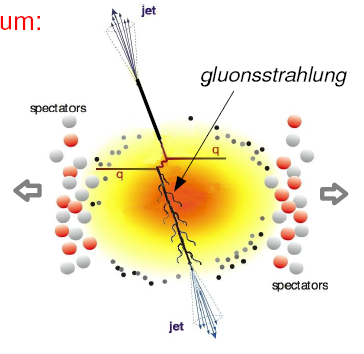 um:
jet
gluonsstrahlung
spectators
q
q
spectators
jet